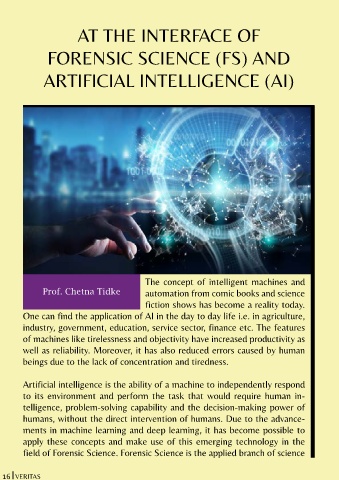 AT THE INTERFACE OF
FORENSIC SCIENCE (FS) AND
ARTIFICIAL INTELLIGENCE (AI)
Prof. Chetna Tidke
The concept of intelligent machines and
automation from comic books and science
fiction shows has become a reality today.
One can find the application of AI in the day to day life i.e. in agriculture,
industry, government, education, service sector, finance etc. The features
of machines like tirelessness and objectivity have increased productivity as
well as reliability. Moreover, it has also reduced errors caused by human
beings due to the lack of concentration and tiredness.
Artificial intelligence is the ability of a machine to independently respond
to its environment and perform the task that would require human in-
telligence, problem-solving capability and the decision-making power of
humans, without the direct intervention of humans. Due to the advance-
ments in machine learning and deep learning, it has become possible to
apply these concepts and make use of this emerging technology in the
field of Forensic Science. Forensic Science is the applied branch of science
16 VERITAS